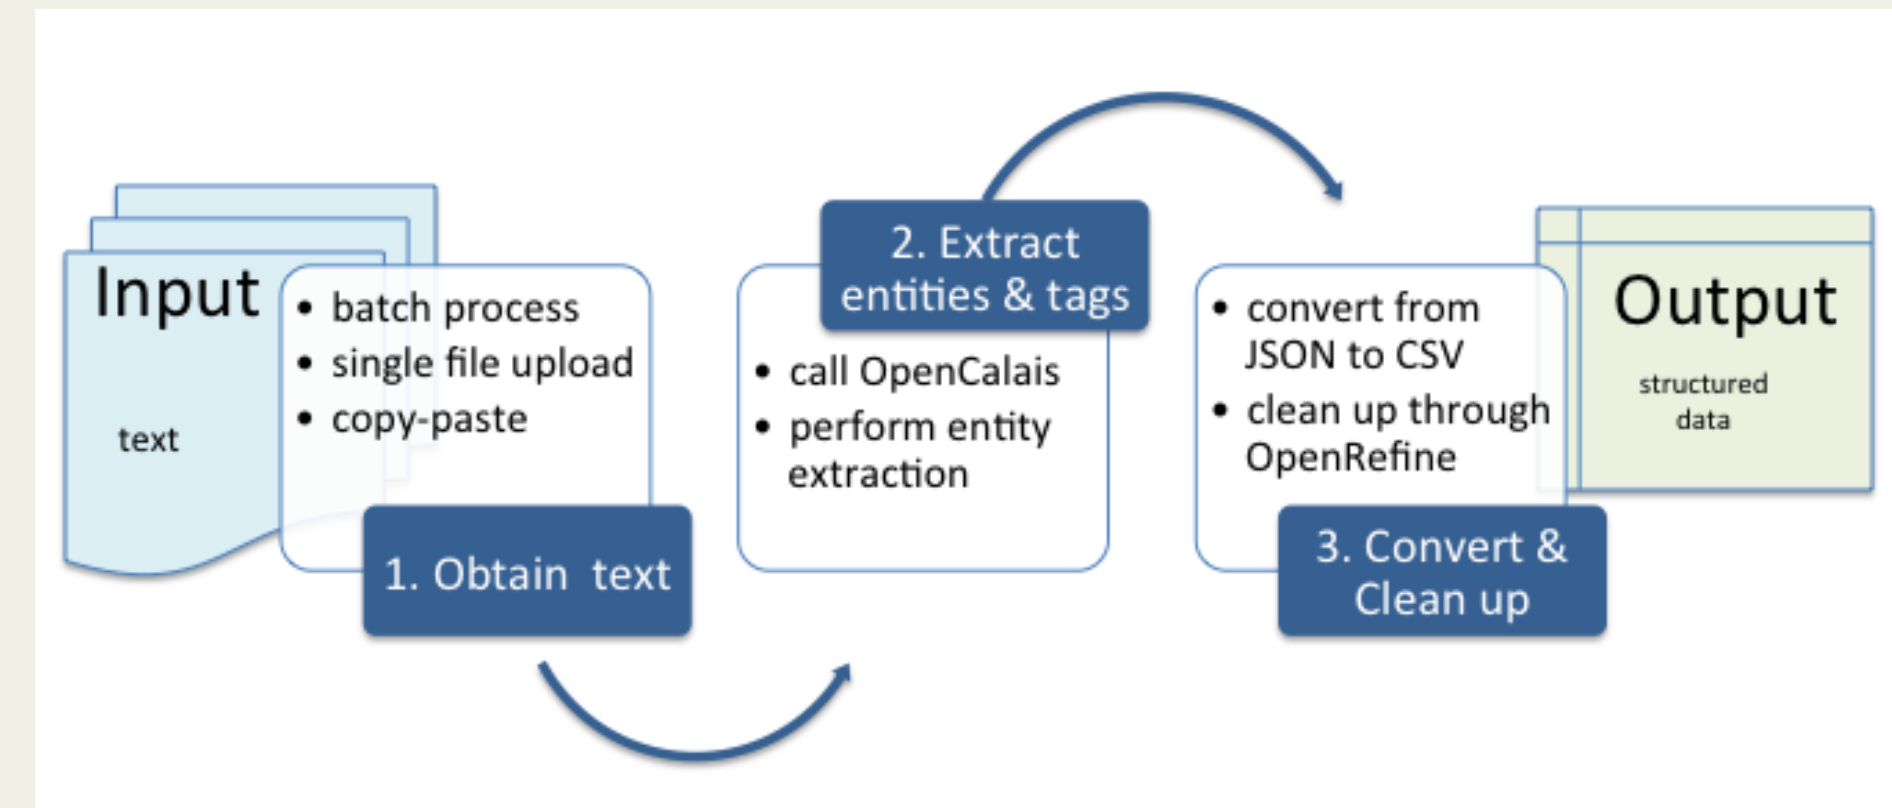 Input
text
• batch process
• single file upload
• copy-paste
1. Obtain text
2. Extract
entities & tags
• call OpenCalais
• perform entity
extraction
• convert from
JSON to CSV
• clean up through
OpenRefine
3. Convert &
Clean up
Output
structured
data